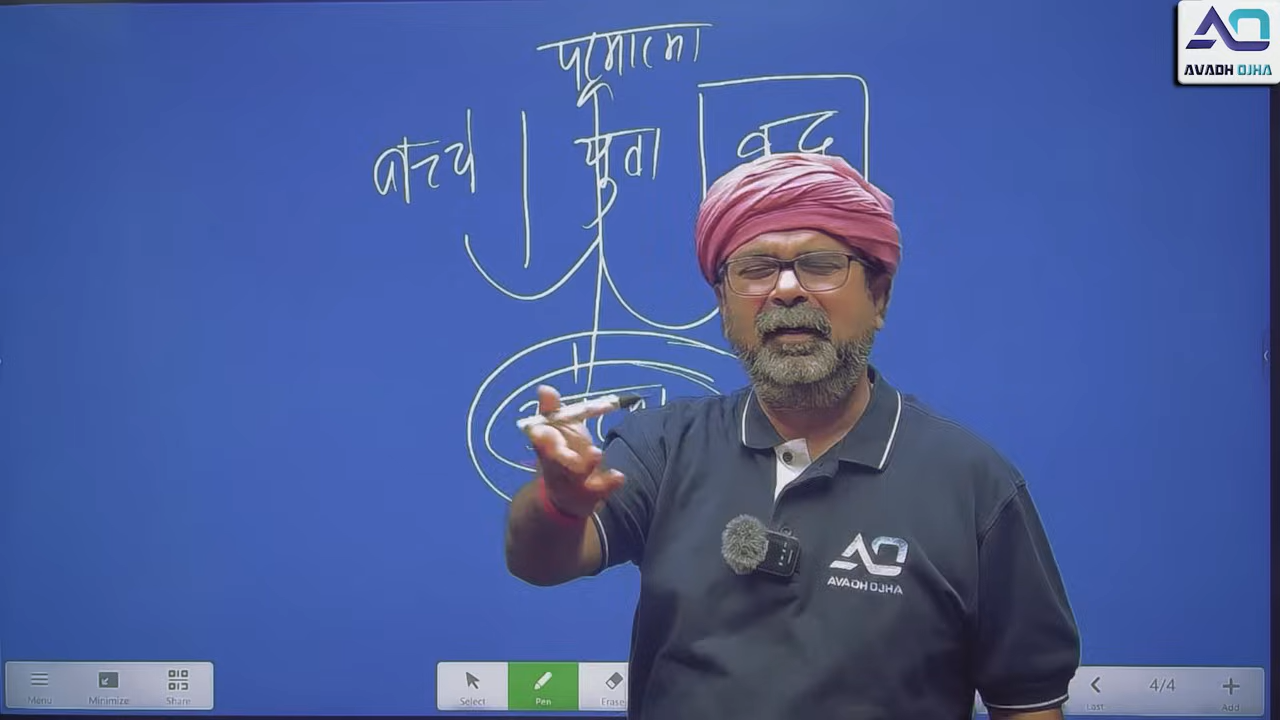 परमात्मा
बच्चे युवा वृद्ध
AVADH OJHA
AVADH OJHA
Menu Minimize Share
Select Pen Erase
4/4
Last Add